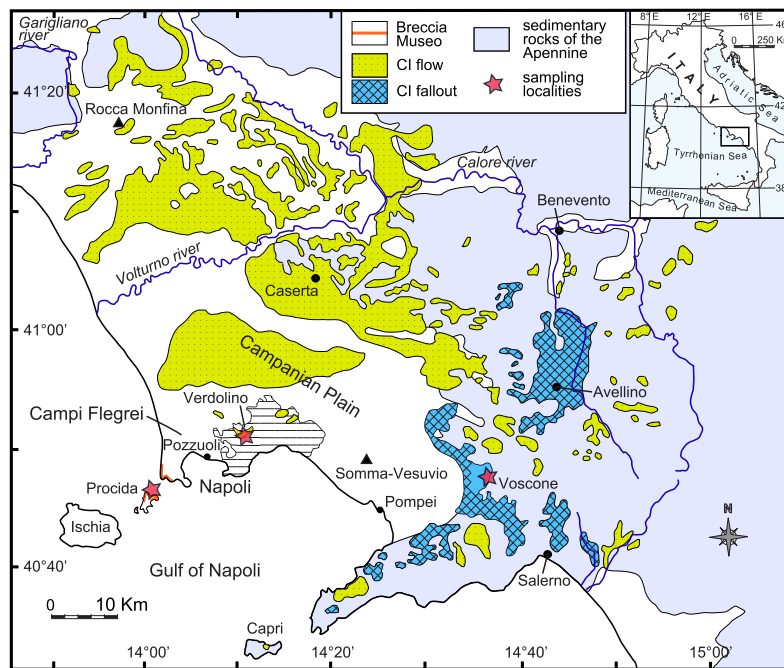 Garigliano
river
Breccia
Museo
CI flow
CI fallout
sedimentary
rocks of the
Apennine
sampling
localities
8° E
12° E
16° E
46
0 250 Km
ITALY
Adriatic Sea
42
Tyrrhenian Sea
38
Mediterranean Sea
41°20'
Rocca Monfina
Calore river
Benevento
Volturno river
Caserta
41°00'
Campanian Plain
Avellino
Verdolino
Campi Flegrei
Pozzuoli
Somma-Vesuvio
Voscone
Procida
Napoli
Pompei
Ischia
N
40°40'
Gulf of Napoli
Salerno
0 10 Km
Capri
14°00'
14°20'
14°40'
15°00'